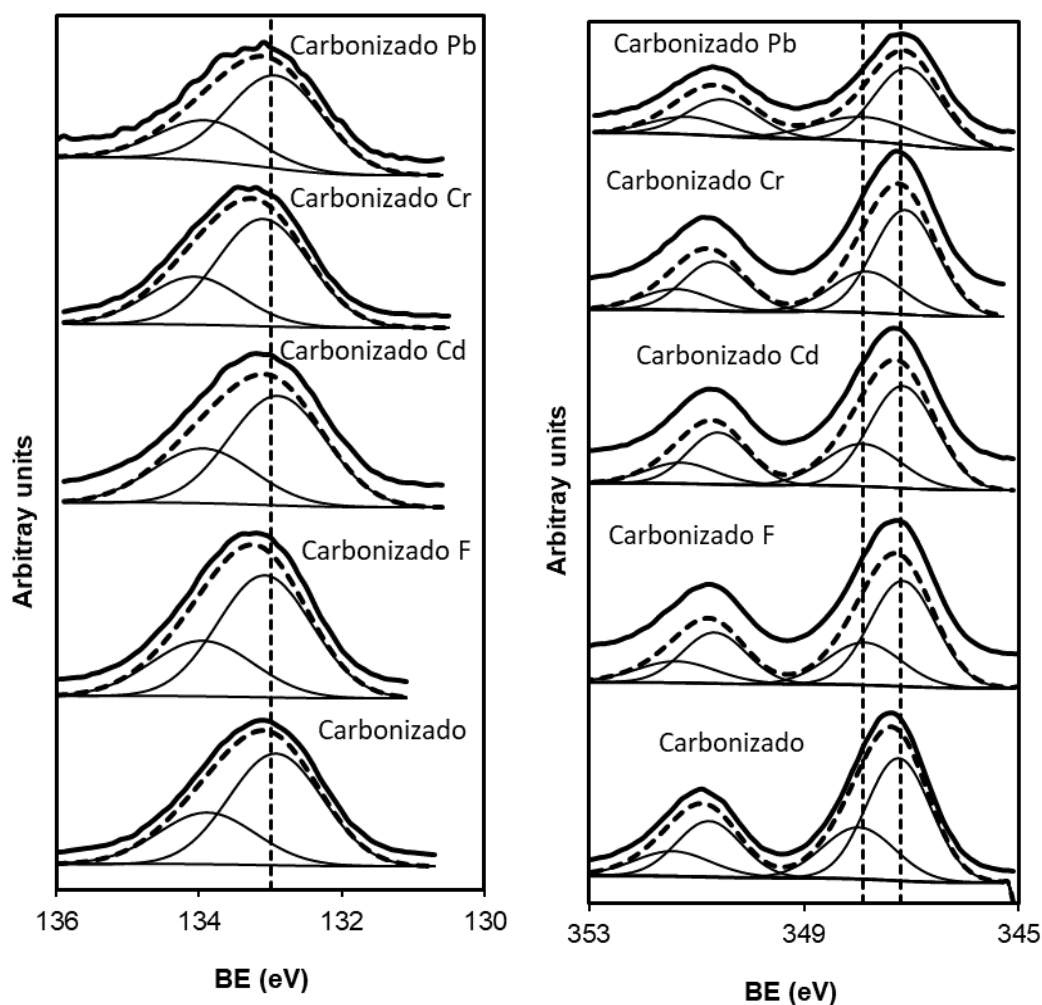 Carbonizado Pb
Carbonizado Cr
Carbonizado Cd
Carbonizado F
Carbonizado
Arbitray units
136
134
132
130
BE (eV)
Carbonizado Pb
Carbonizado Cr
Carbonizado Cd
Carbonizado F
Carbonizado
Arbitray units
353
349
345
BE (eV)